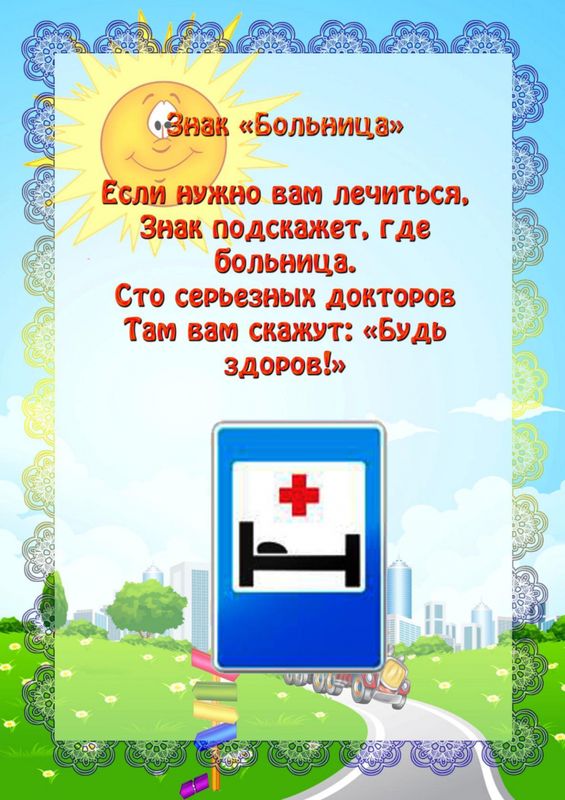 Знак «Больница»
Если нужно вам лечиться,
Знак подскажет, где
больница.
Сто серьезных докторов
Там вам скажут: «Будь
здоров!»